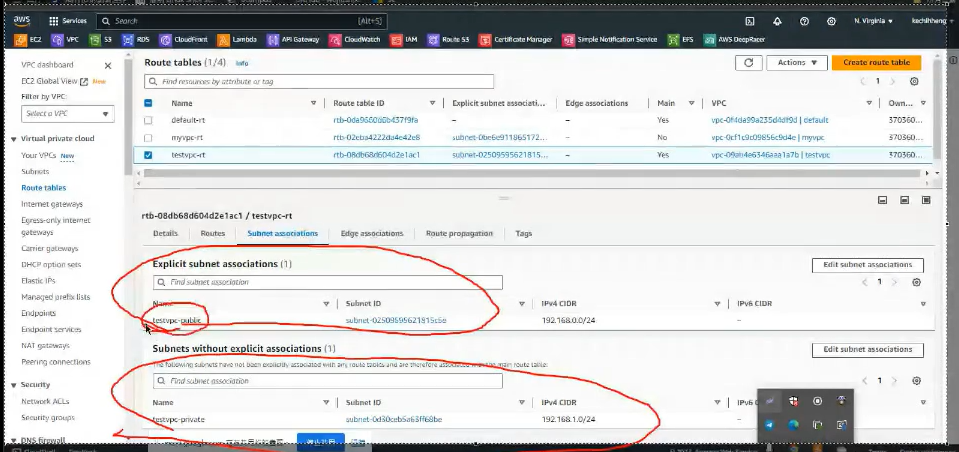 aws
Services
Search
[Alt+S]
N. Virginia
kechihheng
EC2
VPC
S3
RDS
CloudFront
Lambda
API Gateway
CloudWatch
IAM
Route 53
Certificate Manager
Simple Notification Service
EFS
AWS DeepRacer
VPC dashboard
EC2 Global View
New
Filter by VPC:
Select a VPC
Virtual private cloud
Your VPCs New
Subnets
Route tables
Internet gateways
Egress-only internet
gateways
Carrier gateways
DHCP option sets
Elastic IPs
Managed prefix lists
Endpoints
Endpoint services
NAT gateways
Peering connections
Security
Network ACLs
Security groups
DNS firewall
Route tables (1/4) Info
Actions
Create route table
Find resources by attribute or tag
1
Name
Route table ID
Explicit subnet associati...
Edge associations
Main
VPC
Own...
default-rt
–
–
Yes
370360...
myvpc-rt
rtb-02eba4222da4e42e8
subnet-0be6e911865172...
–
No
vpc-0cf1c9c09856c9d4e | myvpc
370360...
testvpc-rt
rtb-08db68d604d2e1ac1
subnet-02509595621815...
–
Yes
vpc-09ab4e6346aaa1a7b | testvpc
370360...
rtb-08db68d604d2e1ac1 / testvpc-rt
Details
Routes
Subnet associations
Edge associations
Route propagation
Tags
Explicit subnet associations (1)
Edit subnet associations
Find subnet association
1
Name
Subnet ID
IPv4 CIDR
IPv6 CIDR
testvpc-public
subnet-02509595621815c5e
192.168.0.0/24
–
Subnets without explicit associations (1)
Edit subnet associations
The following subnets have not been explicitly associated with any route tables and are therefore associated with the main route table:
Find subnet association
1
Name
Subnet ID
IPv4 CIDR
IPv6
testvpc-private
subnet-0d30ceb5a63ff68be
192.168.1.0/24